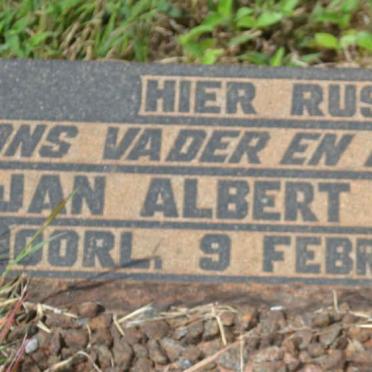 HIER RUS
ONS VADER EN
JAN ALBERT
OORL. 9 FEBR